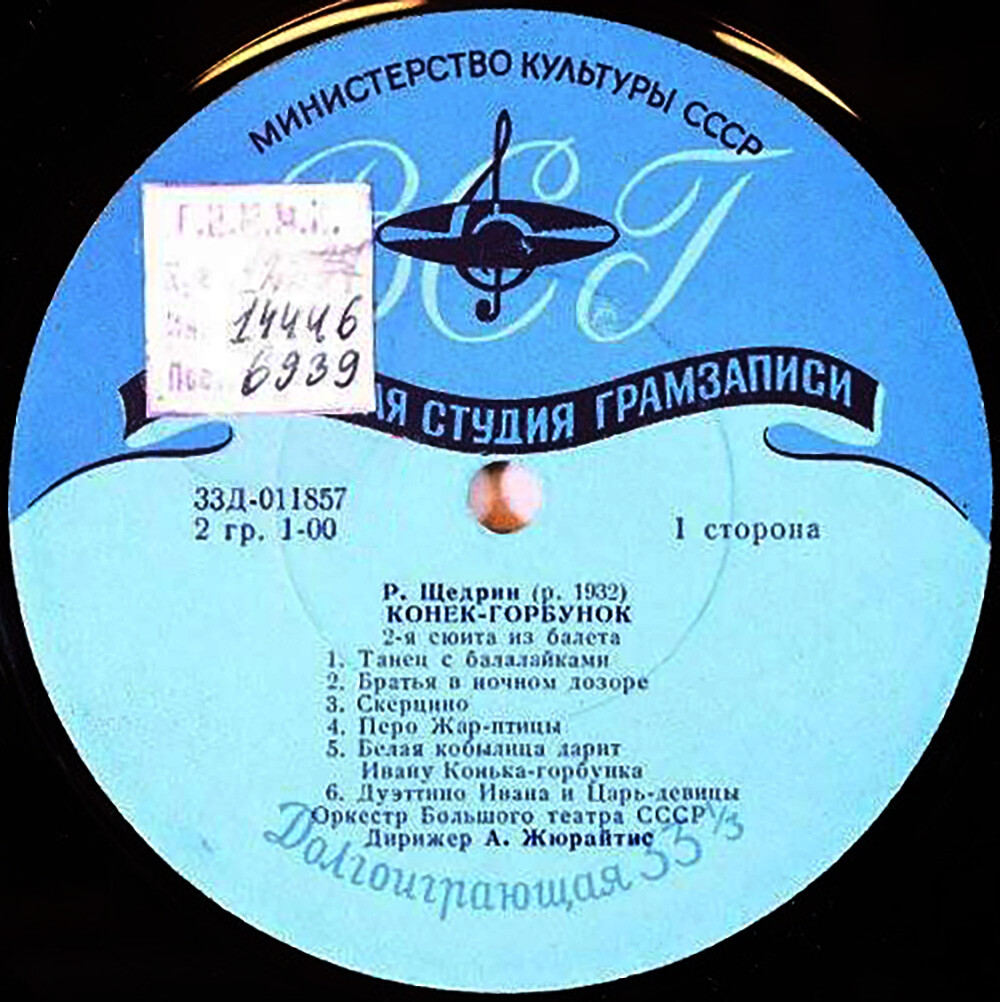 МИНИСТЕРСТВО КУЛЬТУРЫ СССР
ВСГ
14446
6939
СТУДИЯ ГРАМЗАПИСИ
33Д-011857
2 гр. 1-00
1 сторона
Р. Щедрин (р. 1932)
КОНЕК-ГОРБУНОК
2-я сюита из балета
1. Танец с балалайками
2. Братья в ночном дозоре
3. Скерцино
4. Перо Жар-птицы
5. Белая кобылица дарит
Ивану Конька-горбунка
6. Дуэттино Ивана и Царь-девицы
Оркестр Большого театра СССР
Дирижер А. Жюрайтис
Долгоиграющая 33 1/3